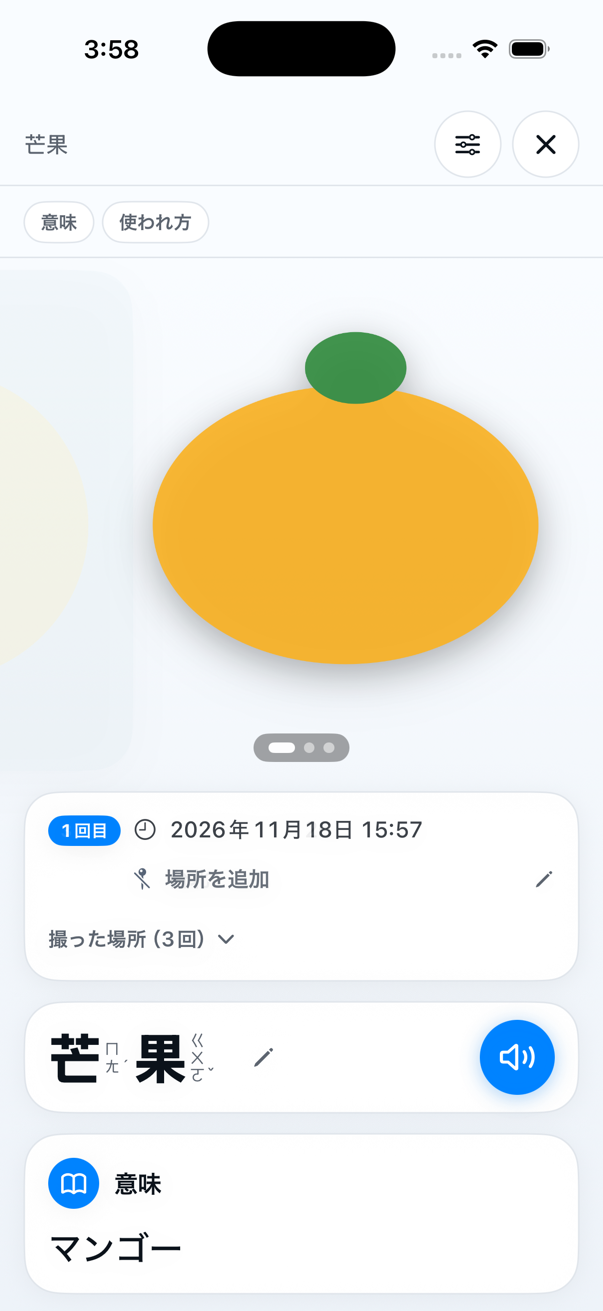 3:58
芒果
意味
使われ方
1回目 2026年11月18日 15:57
場所を追加
撮った場所 (3回)
芒ㄇㄤˊ果ㄍㄨㄛˇ
意味
マンゴー